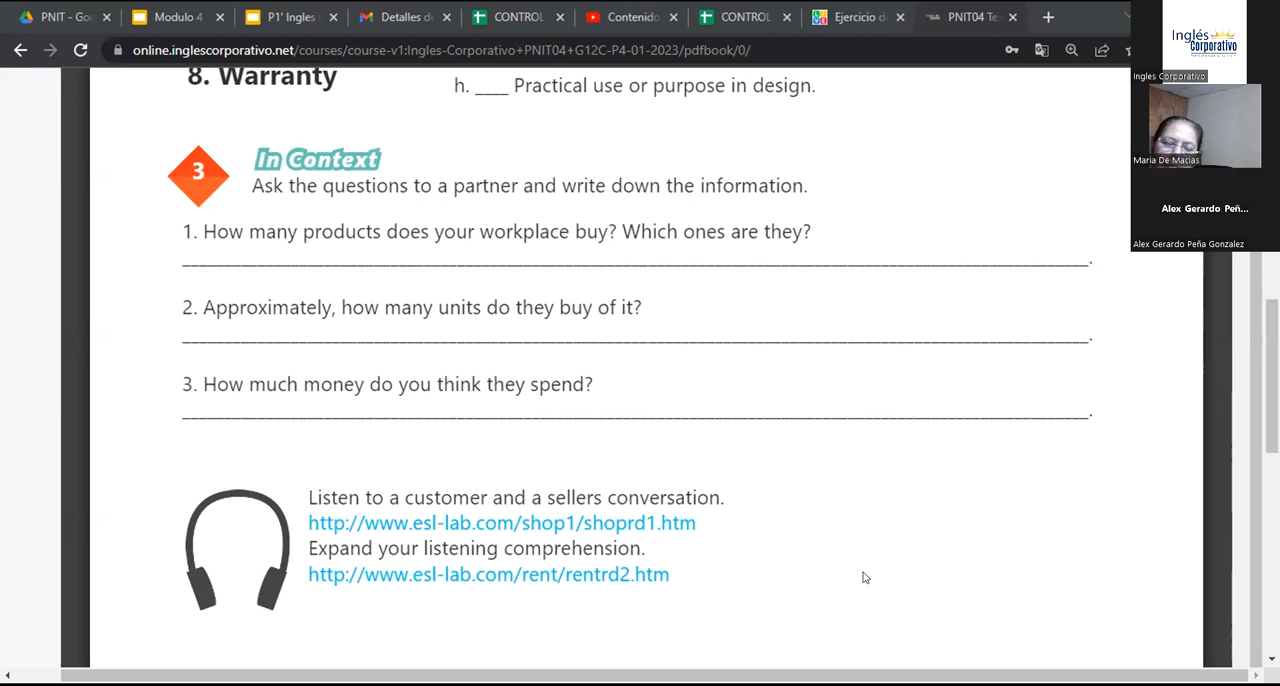 PNIT - Goo
Modulo 4
P1' Ingles
Detalles de
CONTROL
Contenido
CONTROL
Ejercicio de
PNIT04 Te
online.inglescorporativo.net/courses/course-v1:Ingles-Corporativo+PNIT04+G12C-P4-01-2023/pdfbook/0/
Inglés
Corporativo
Ingles Corporativo
Maria De Macias
Alex Gerardo Peñ...
Alex Gerardo Peña Gonzalez
8. Warranty
h. ____ Practical use or purpose in design.
3
In Context
Ask the questions to a partner and write down the information.
1. How many products does your workplace buy? Which ones are they?
2. Approximately, how many units do they buy of it?
3. How much money do you think they spend?
Listen to a customer and a sellers conversation.
http://www.esl-lab.com/shop1/shoprd1.htm
Expand your listening comprehension.
http://www.esl-lab.com/rent/rentrd2.htm